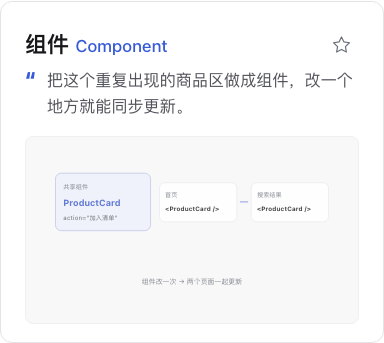 组件 Component
“ 把这个重复出现的商品区做成组件，改一个
地方就能同步更新。
共享组件
ProductCard
action="加入清单"
首页
<ProductCard />
搜索结果
<ProductCard />
组件改一次 → 两个页面一起更新